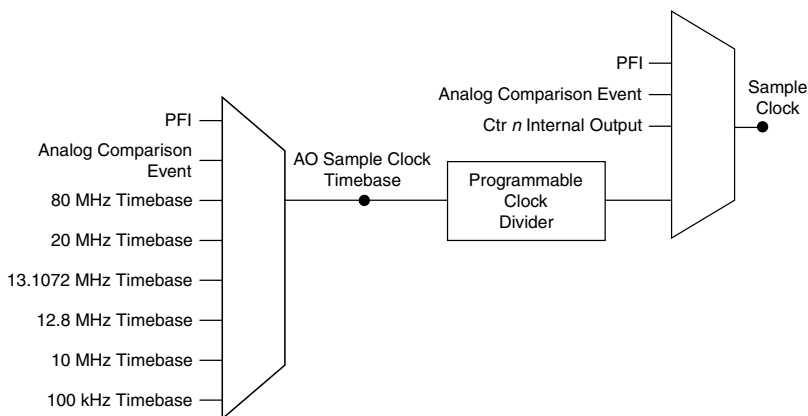 PFI
Analog Comparison Event
Ctr n Internal Output
Sample
Clock
PFI
Analog Comparison
Event
80 MHz Timebase
20 MHz Timebase
13.1072 MHz Timebase
12.8 MHz Timebase
10 MHz Timebase
100 kHz Timebase
AO Sample Clock
Timebase
Programmable
Clock
Divider